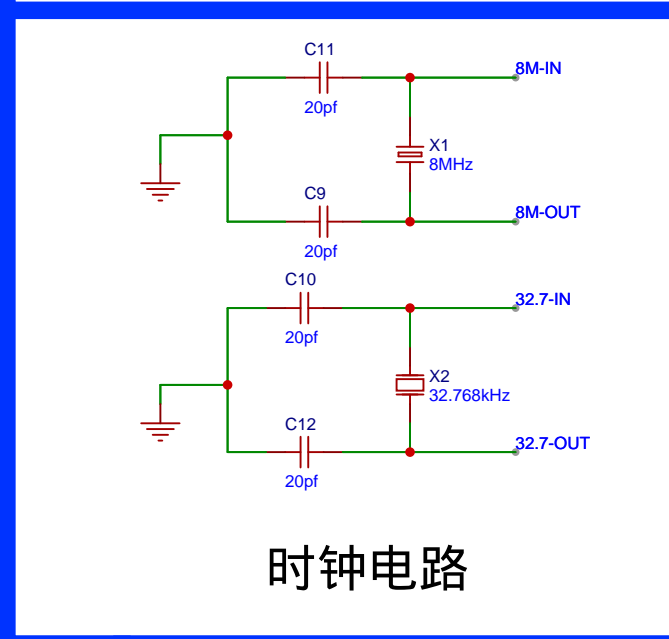 C11
20pf
8M-IN
X1
8MHz
C9
20pf
8M-OUT
C10
20pf
32.7-IN
X2
32.768kHz
C12
20pf
32.7-OUT
时钟电路